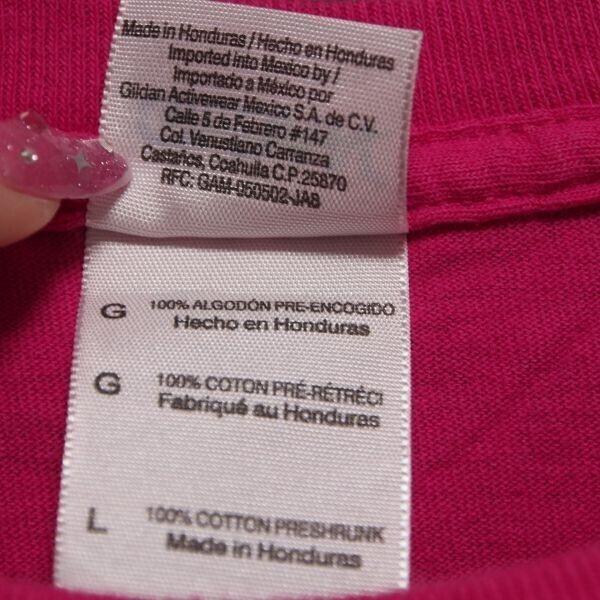 Made in Honduras / Hecho en Honduras
Imported into Mexico by /
Importado a México por
Gildan Activewear Mexico S.A. de C.V.
Calle 5 de Febrero #147
Col. Venustiano Carranza
Castaños, Coahuila C.P. 25870
RFC: GAM-050502-JA8
G 100% ALGODÓN PRE-ENCOGIDO
Hecho en Honduras
G 100% COTON PRÉ-RÉTRÉCI
Fabriqué au Honduras
L 100% COTTON PRESHRUNK
Made in Honduras